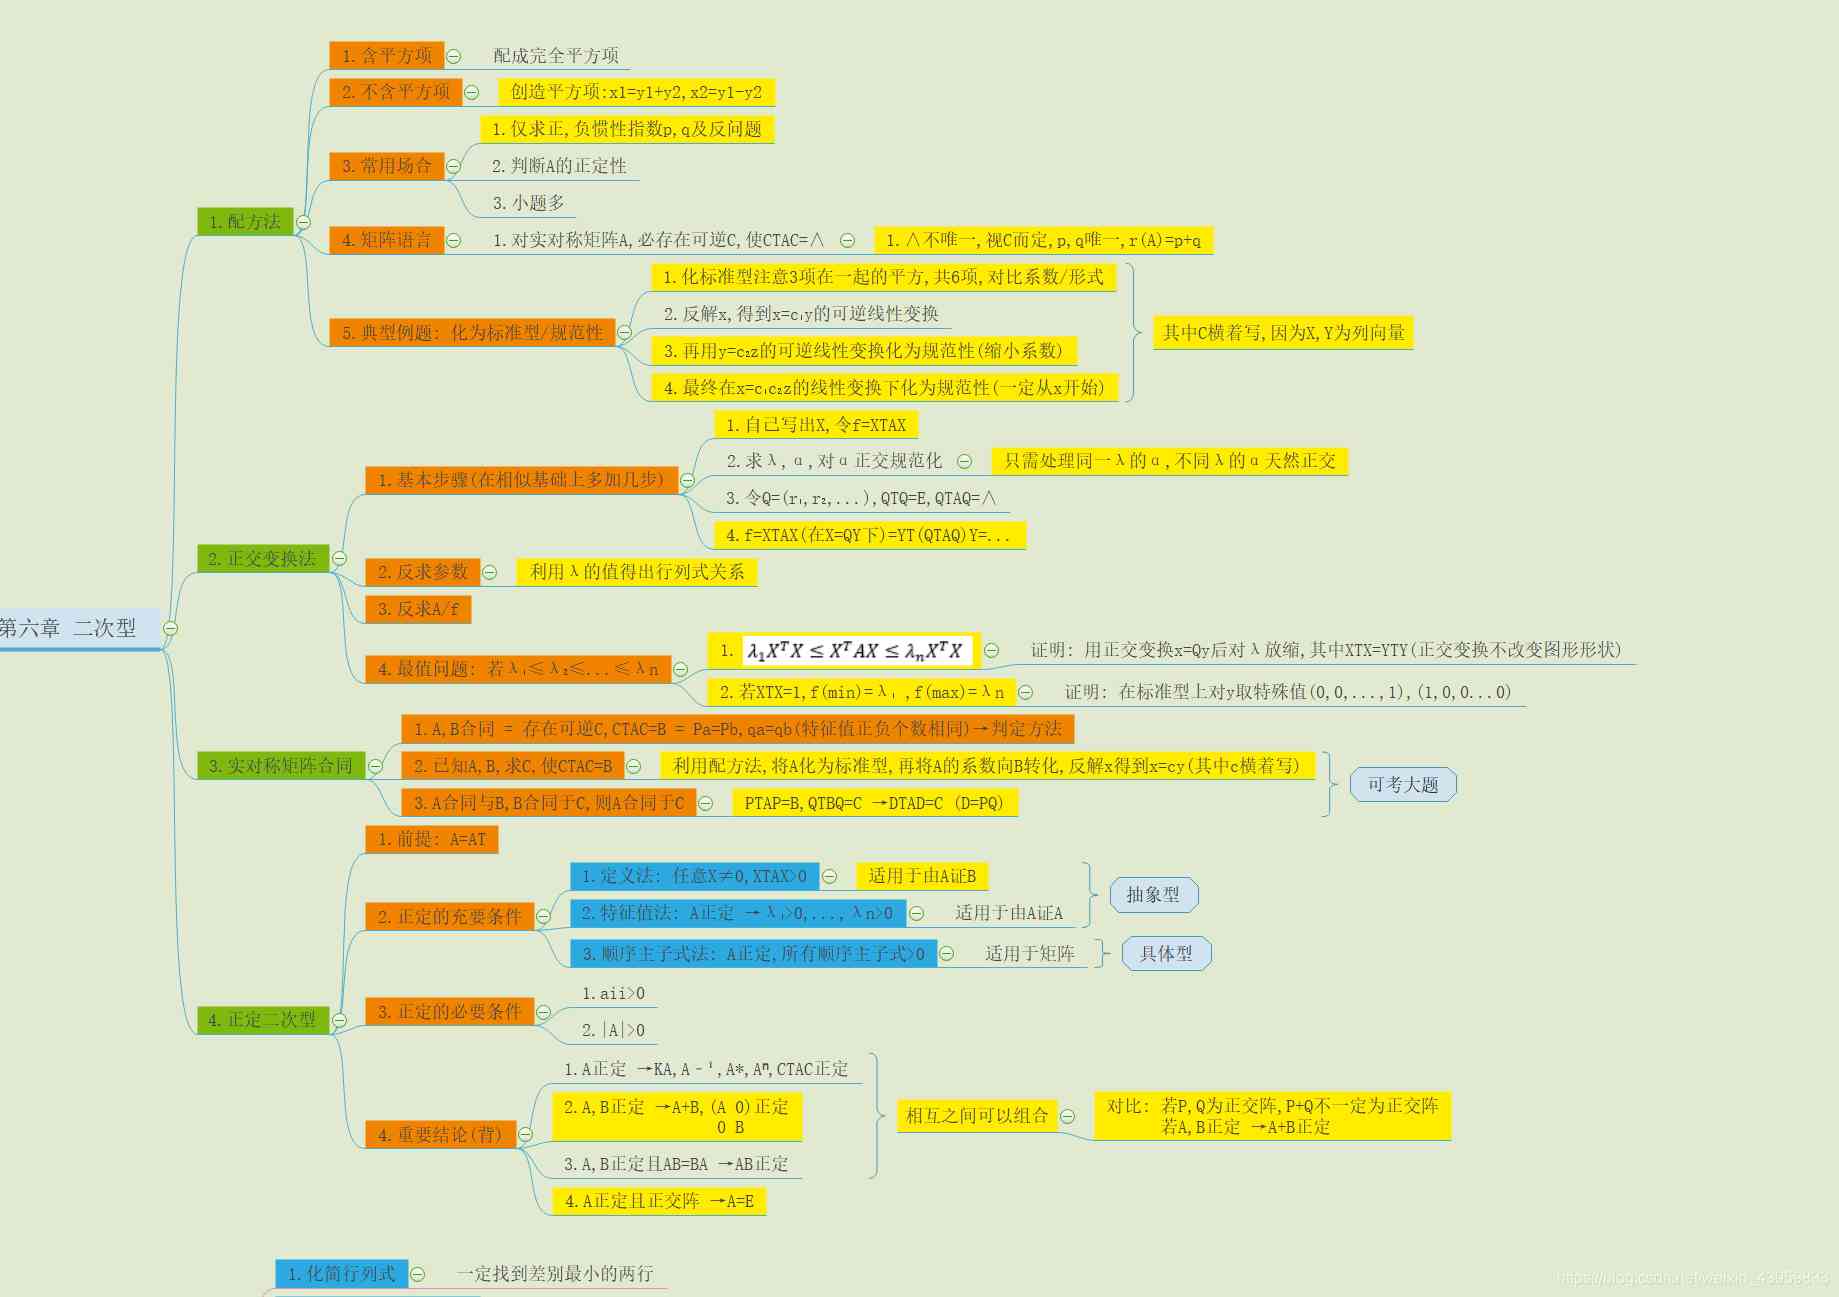 第六章 二次型
1.配方法
1.含平方项
配成完全平方项
2.不含平方项
创造平方项:x1=y1+y2,x2=y1-y2
3.常用场合
1.仅求正,负惯性指数p,q及反问题
2.判断A的正定性
3.小题多
4.矩阵语言
1.对实对称矩阵A,必存在可逆C,使CTAC=∧
1.∧不唯一,视C而定,p,q唯一,r(A)=p+q
5.典型例题: 化为标准型/规范性
1.化标准型注意3项在一起的平方,共6项,对比系数/形式
2.反解x,得到x=c₁y的可逆线性变换
3.再用y=c₂z的可逆线性变换化为规范性(缩小系数)
4.最终在x=c₁c₂z的线性变换下化为规范性(一定从x开始)
其中C横着写,因为X,Y为列向量
2.正交变换法
1.基本步骤(在相似基础上多加几步)
1.自己写出X,令f=XTAX
2.求λ,α,对α正交规范化
只需处理同一λ的α,不同λ的α天然正交
3.令Q=(r₁,r₂,...),QTQ=E,QTAQ=∧
4.f=XTAX(在X=QY下)=YT(QTAQ)Y=...
2.反求参数
利用λ的值得出行列式关系
3.反求A/f
4.最值问题: 若λ₁≤λ₂≤...≤λn
1. λ₁XᵀX ≤ XᵀAX ≤ λₙXᵀX
证明: 用正交变换x=Qy后对λ放缩,其中XTX=YTY(正交变换不改变图形形状)
2.若XTX=1,f(min)=λ₁ ,f(max)=λn
证明: 在标准型上对y取特殊值(0,0,...,1),(1,0,0...0)
3.实对称矩阵合同
1.A,B合同 = 存在可逆C,CTAC=B = Pa=Pb,qa=qb(特征值正负个数相同)→判定方法
2.已知A,B,求C,使CTAC=B
利用配方法,将A化为标准型,再将A的系数向B转化,反解x得到x=cy(其中c横着写)
3.A合同与B,B合同于C,则A合同于C
PTAP=B,QTBQ=C →DTAD=C (D=PQ)
可考大题
4.正定二次型
1.前提: A=AT
2.正定的充要条件
1.定义法: 任意X≠0,XTAX>0
适用于由A证B
2.特征值法: A正定 →λ₁>0,...,λn>0
适用于由A证A
抽象型
3.顺序主子式法: A正定,所有顺序主子式>0
适用于矩阵
具体型
3.正定的必要条件
1.aii>0
2.|A|>0
4.重要结论(背)
1.A正定 →KA,A⁻¹,A*,Aⁿ,CTAC正定
2.A,B正定 →A+B,(A 0)正定
0 B
3.A,B正定且AB=BA →AB正定
4.A正定且正交阵 →A=E
相互之间可以组合
对比: 若P,Q为正交阵,P+Q不一定为正交阵
若A,B正定 →A+B正定
1.化简行列式
一定找到差别最小的两行